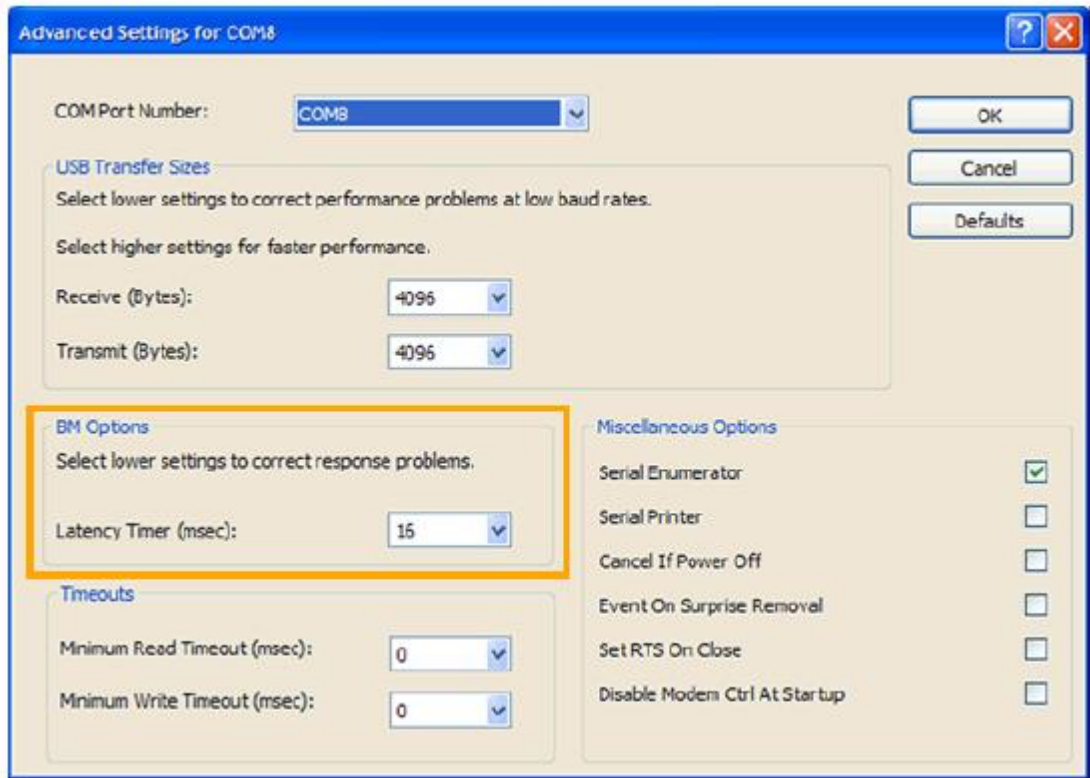 Advanced Settings for COM8
COM Port Number: COM8
OK
USB Transfer Sizes
Cancel
Select lower settings to correct performance problems at low baud rates.
Defaults
Select higher settings for faster performance.
Receive (Bytes): 4096
Transmit (Bytes): 4096
BM Options
Select lower settings to correct response problems.
Latency Timer (msec): 16
Timeouts
Minimum Read Timeout (msec): 0
Minimum Write Timeout (msec): 0
Miscellaneous Options
Serial Enumerator
Serial Printer
Cancel If Power Off
Event On Surprise Removal
Set RTS On Close
Disable Modem Ctrl At Startup